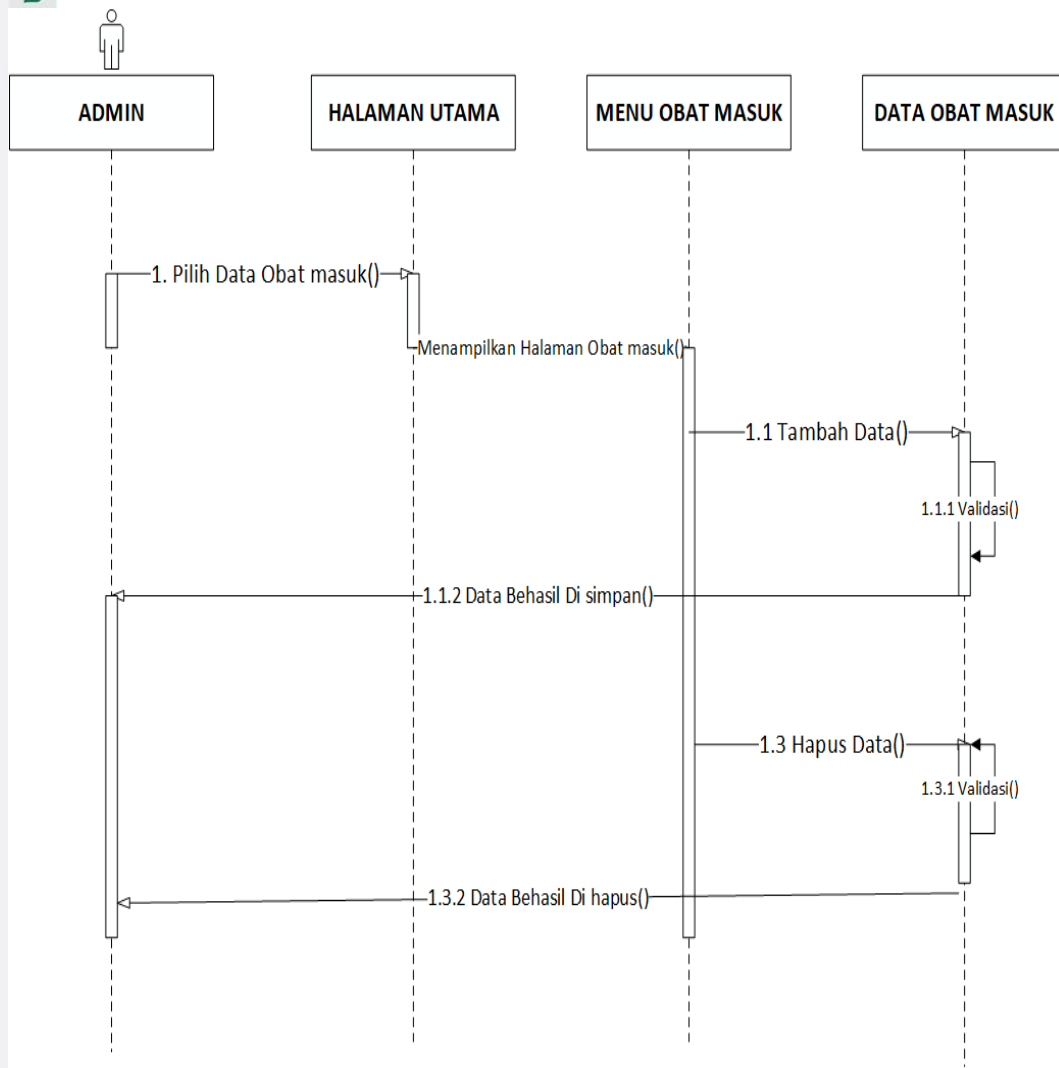 ADMIN
HALAMAN UTAMA
MENU OBAT MASUK
DATA OBAT MASUK
1. Pilih Data Obat masuk()
Menampilkan Halaman Obat masuk()
1.1 Tambah Data()
1.1.1 Validasi()
1.1.2 Data Behasil Di simpan()
1.3 Hapus Data()
1.3.1 Validasi()
1.3.2 Data Behasil Di hapus()